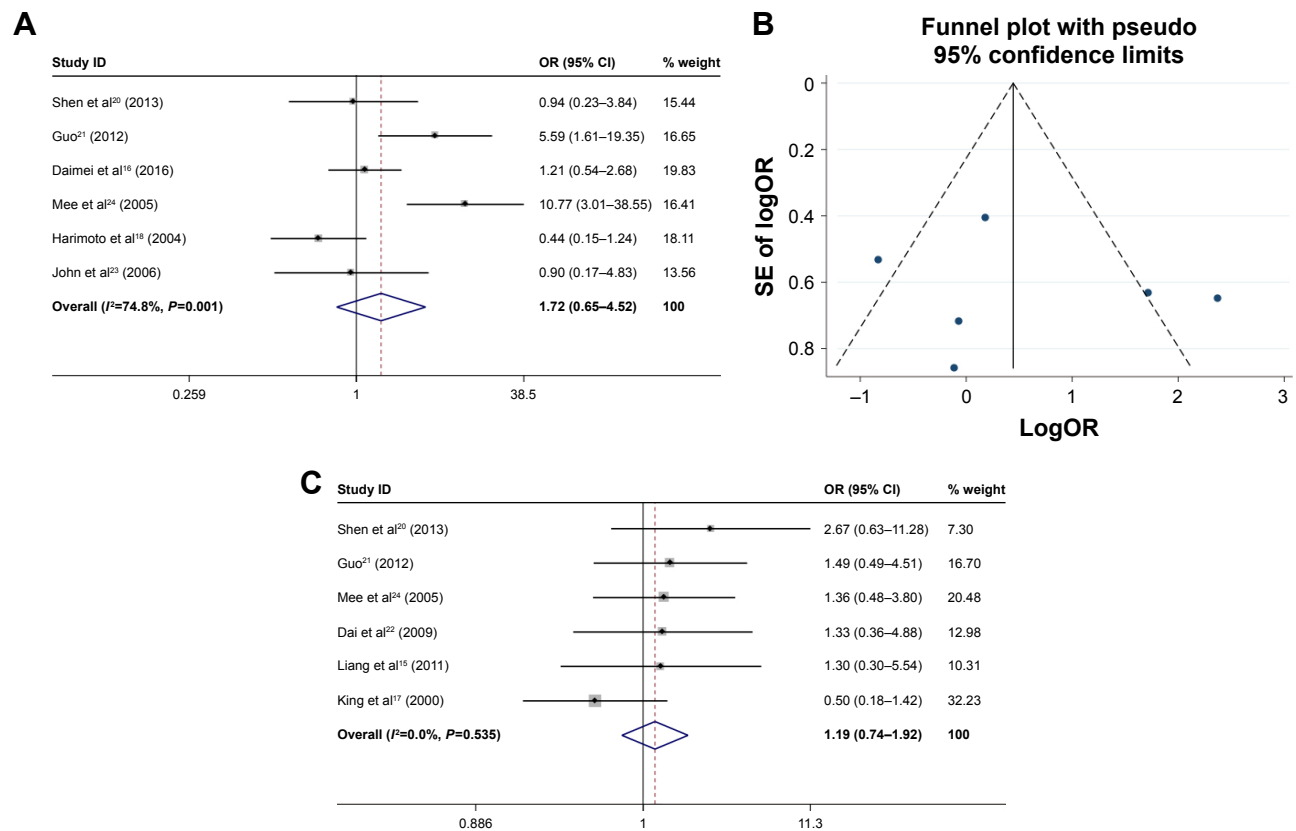 A
Study ID OR (95% CI) % weight
Shen et al20 (2013) 0.94 (0.23–3.84) 15.44
Guo21 (2012) 5.59 (1.61–19.35) 16.65
Daimei et al16 (2016) 1.21 (0.54–2.68) 19.83
Mee et al24 (2005) 10.77 (3.01–38.55) 16.41
Harimoto et al18 (2004) 0.44 (0.15–1.24) 18.11
John et al23 (2006) 0.90 (0.17–4.83) 13.56
Overall (I2=74.8%, P=0.001) 1.72 (0.65–4.52) 100
0.259 1 38.5
B
Funnel plot with pseudo
95% confidence limits
SE of logOR
0
0.2
0.4
0.6
0.8
–1 0 1 2 3
LogOR
C
Study ID OR (95% CI) % weight
Shen et al20 (2013) 2.67 (0.63–11.28) 7.30
Guo21 (2012) 1.49 (0.49–4.51) 16.70
Mee et al24 (2005) 1.36 (0.48–3.80) 20.48
Dai et al22 (2009) 1.33 (0.36–4.88) 12.98
Liang et al15 (2011) 1.30 (0.30–5.54) 10.31
King et al17 (2000) 0.50 (0.18–1.42) 32.23
Overall (I2=0.0%, P=0.535) 1.19 (0.74–1.92) 100
0.886 1 11.3